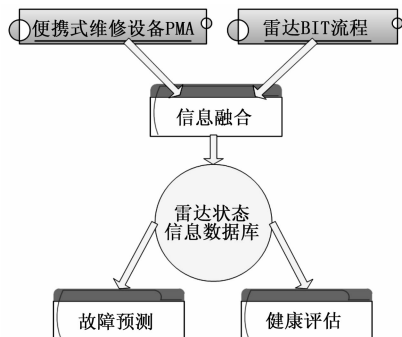 便携式维修设备PMA
雷达BIT流程
信息融合
雷达状态
信息数据库
故障预测
健康评估